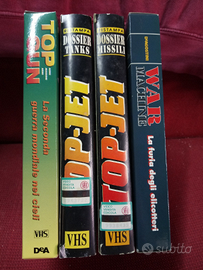 TOP
GUN
La Seconda
guerra mondiale nei cieli
VHS
DeA
DOSSIER
TANKS
TOP-JET
VHS
DOSSIER
MISSILI
TOP-JET
VHS
WAR
MACHINE
La furia degli elicotteri
VHS
subito